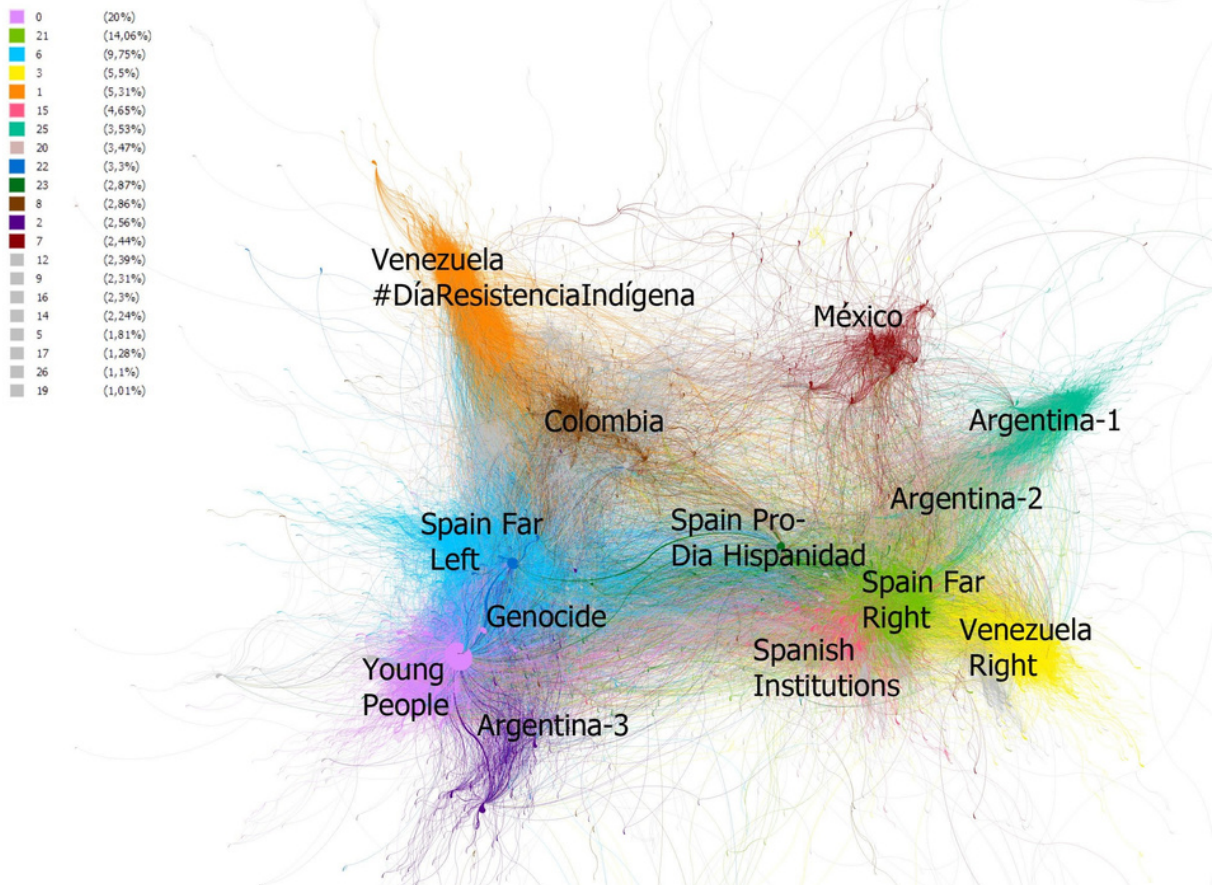 0 (20%)
21 (14,06%)
6 (9,75%)
3 (5,5%)
1 (5,31%)
15 (4,65%)
25 (3,53%)
20 (3,47%)
22 (3,3%)
23 (2,87%)
8 (2,86%)
2 (2,56%)
7 (2,44%)
12 (2,39%)
9 (2,31%)
16 (2,3%)
14 (2,24%)
5 (1,81%)
17 (1,28%)
26 (1,1%)
19 (1,01%)
Venezuela
#DíaResistenciaIndígena
México
Colombia
Argentina-1
Argentina-2
Spain Far
Left
Spain Pro-
Dia Hispanidad
Spain Far
Right
Genocide
Venezuela
Right
Spanish
Institutions
Young
People
Argentina-3